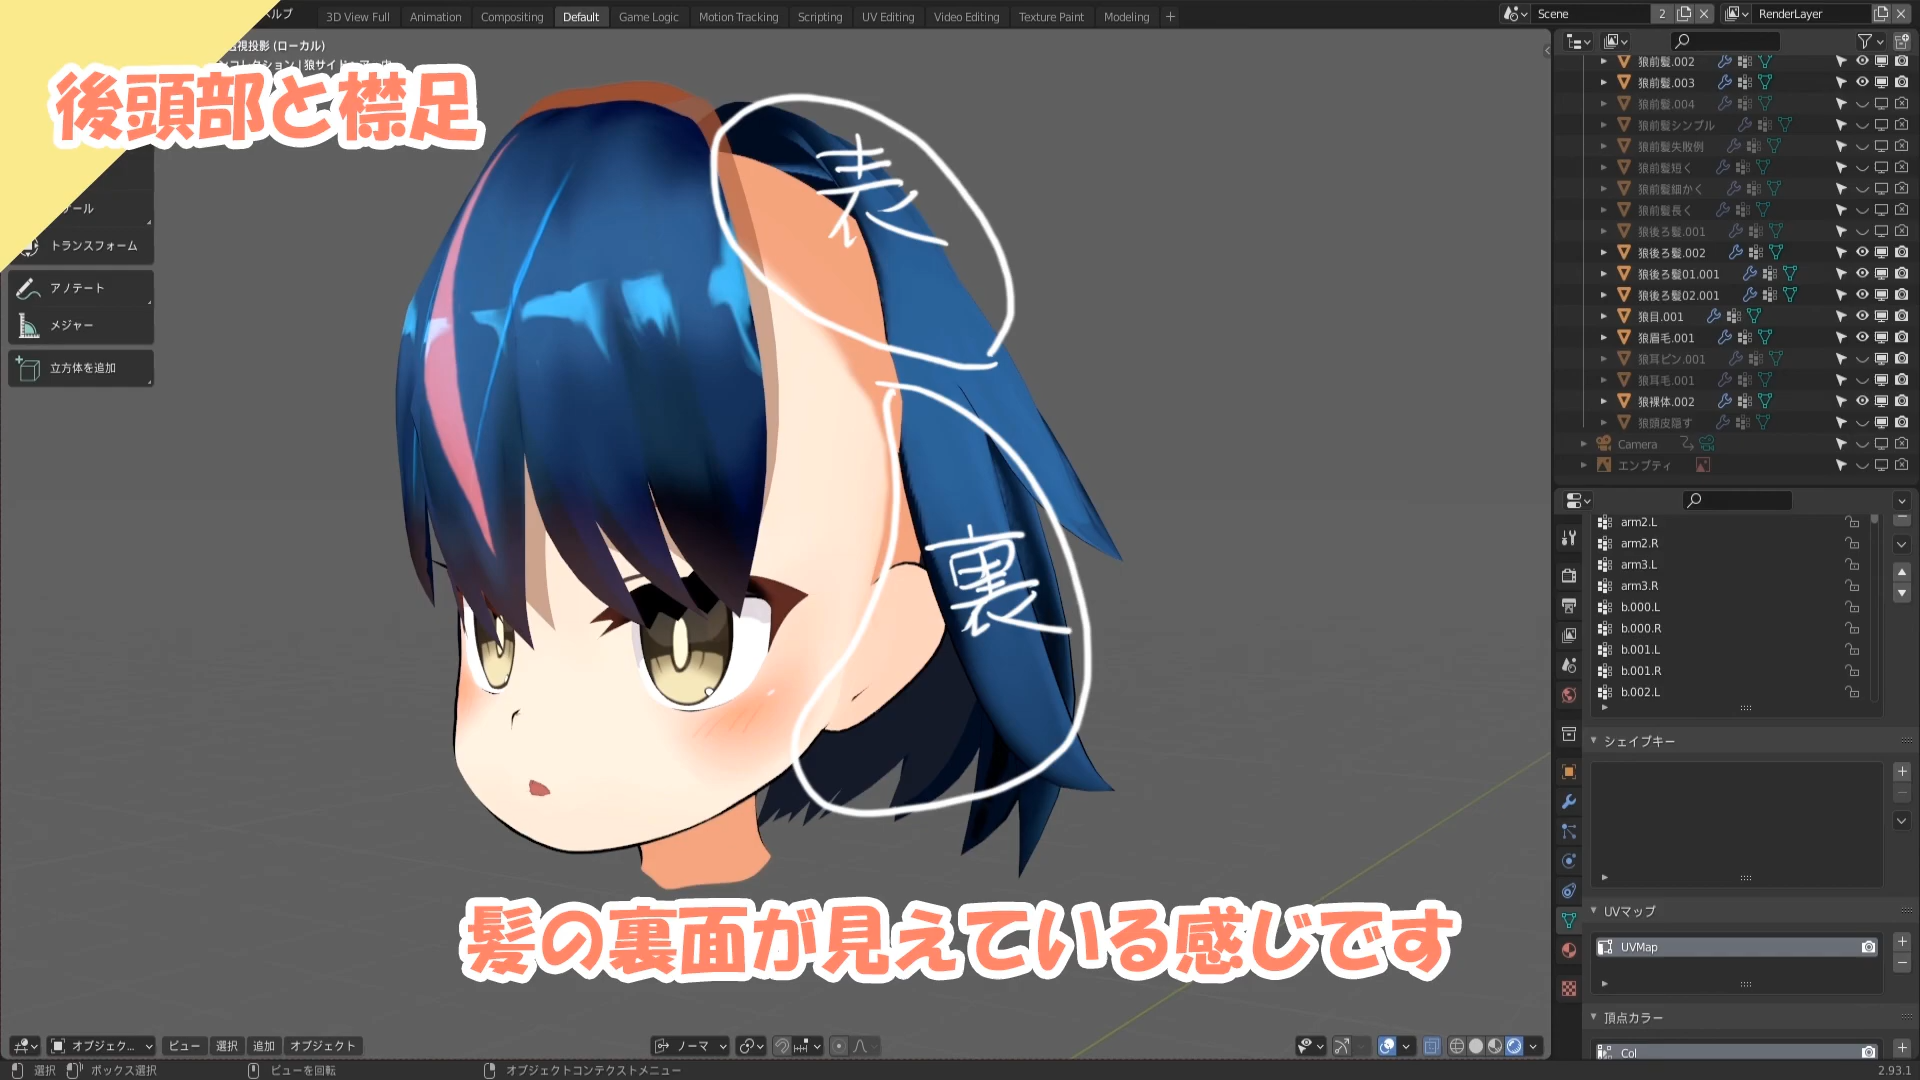 ヘルプ
3D View Full
Animation
Compositing
Default
Game Logic
Motion Tracking
Scripting
UV Editing
Video Editing
Texture Paint
Modeling
Scene
2
RenderLayer
透視投影 (ローカル)
後頭部と襟足
トランスフォーム
アノテート
メジャー
立方体を追加
表
裏
髪の裏面が見えている感じです
狼前髪.002
狼前髪.003
狼前髪.004
狼前髪シンプル
狼前髪失敗例
狼前髪短く
狼前髪細かく
狼前髪長く
狼後ろ髪.001
狼後ろ髪.002
狼後ろ髪01.001
狼後ろ髪02.001
狼目.001
狼眉毛.001
狼耳ピン.001
狼耳毛.001
狼裸体.002
狼頭皮隠す
Camera
エンプティ
arm2.L
arm2.R
arm3.L
arm3.R
b.000.L
b.000.R
b.001.L
b.001.R
b.002.L
シェイプキー
UVマップ
UVMap
頂点カラー
Col
オブジェク...
ビュー
選択
追加
オブジェクト
ノーマ
選択
ボックス選択
ビューを回転
オブジェクトコンテクストメニュー
2.93.1